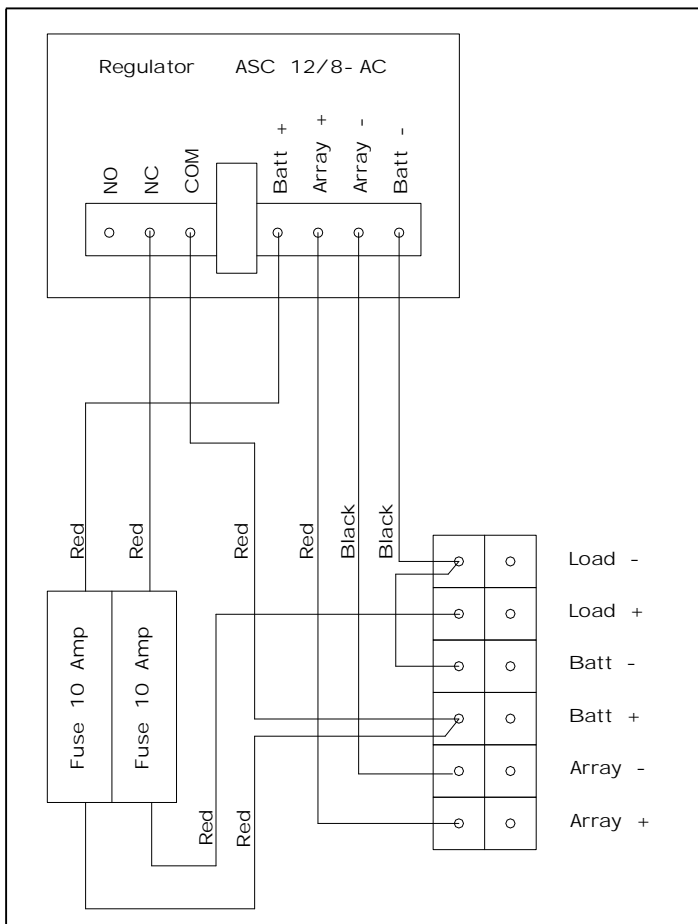 Regulator ASC 12/8-AC
NO
NC
COM
Batt +
Array +
Array -
Batt -
Red
Red
Red
Red
Black
Black
Load -
Load +
Batt -
Batt +
Array -
Array +
Fuse 10 Amp
Fuse 10 Amp
Red
Red